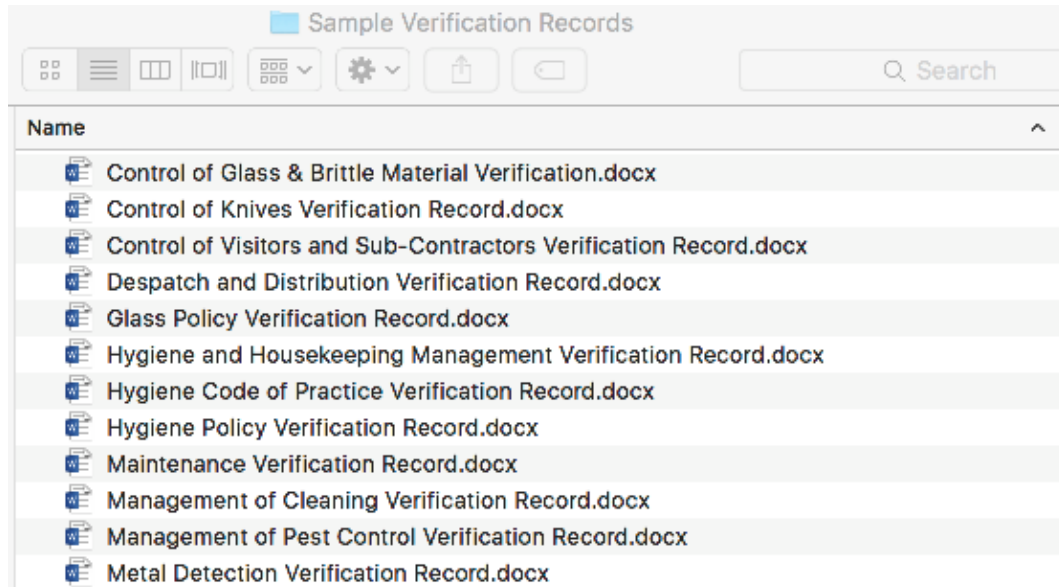 Sample Verification Records
Search
Name
Control of Glass & Brittle Material Verification.docx
Control of Knives Verification Record.docx
Control of Visitors and Sub-Contractors Verification Record.docx
Despatch and Distribution Verification Record.docx
Glass Policy Verification Record.docx
Hygiene and Housekeeping Management Verification Record.docx
Hygiene Code of Practice Verification Record.docx
Hygiene Policy Verification Record.docx
Maintenance Verification Record.docx
Management of Cleaning Verification Record.docx
Management of Pest Control Verification Record.docx
Metal Detection Verification Record.docx